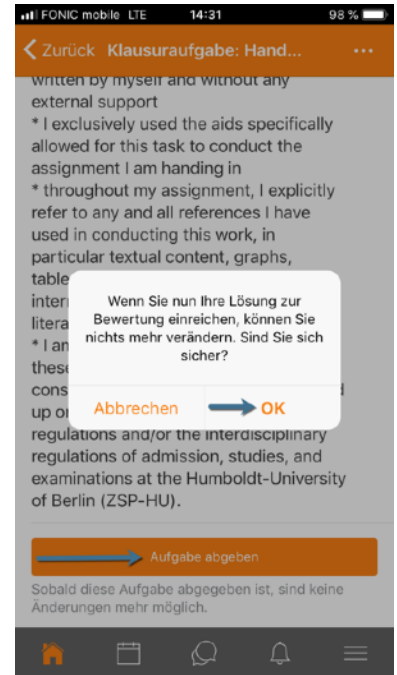 FONIC mobile LTE 14:31 98 %
Zurück Klausuraufgabe: Hand...
written by myself and without any
external support
* I exclusively used the aids specifically
allowed for this task to conduct the
assignment I am handing in
* throughout my assignment, I explicitly
refer to any and all references I have
used in conducting this work, in
particular textual content, graphs,
table
inter
litera
* I am
these
cons
up or
Wenn Sie nun Ihre Lösung zur
Bewertung einreichen, können Sie
nichts mehr verändern. Sind Sie sich
sicher?
Abbrechen OK
regulations and/or the interdisciplinary
regulations of admission, studies, and
examinations at the Humboldt-University
of Berlin (ZSP-HU).
Aufgabe abgeben
Sobald diese Aufgabe abgegeben ist, sind keine
Änderungen mehr möglich.